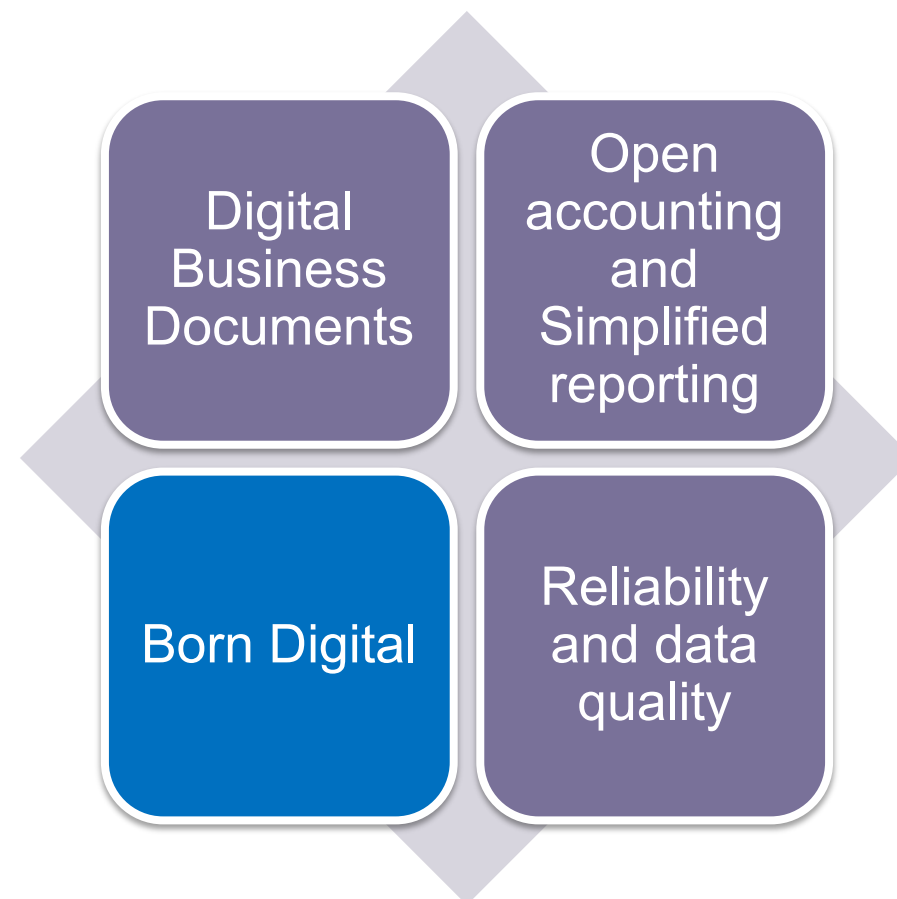 Digital
Business
Documents
Open
accounting
and
Simplified
reporting
Born Digital
Reliability
and data
quality